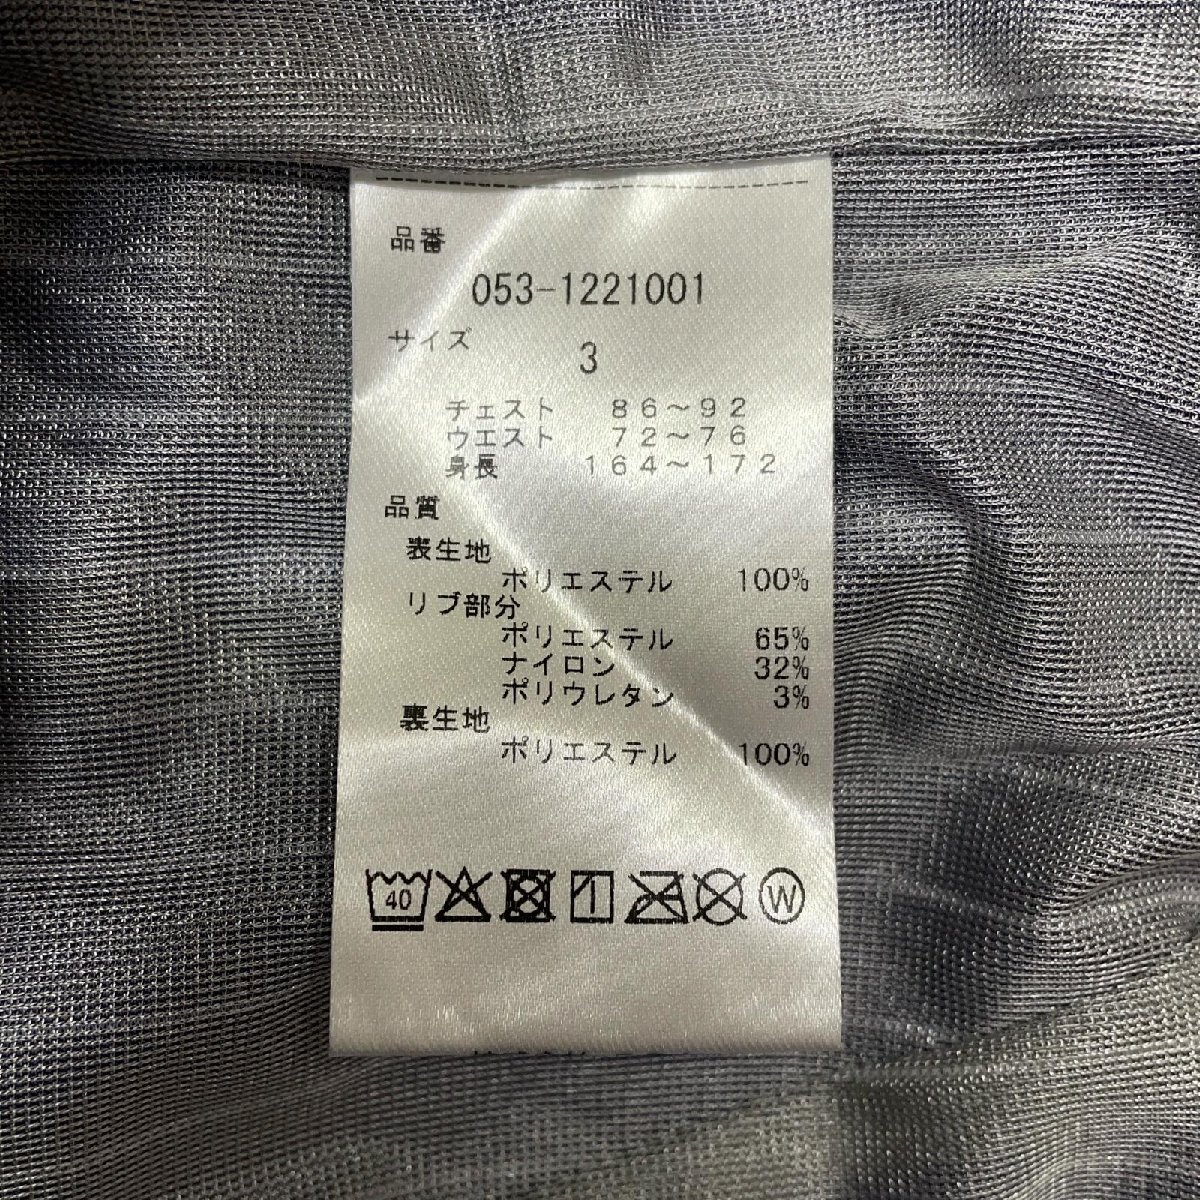 品番
053-1221001
サイズ
3
チェスト 86～92
ウエスト 72～76
身長 164～172
品質
表生地
ポリエステル 100%
リブ部分
ポリエステル 65%
ナイロン 32%
ポリウレタン 3%
裏生地
ポリエステル 100%
40
W